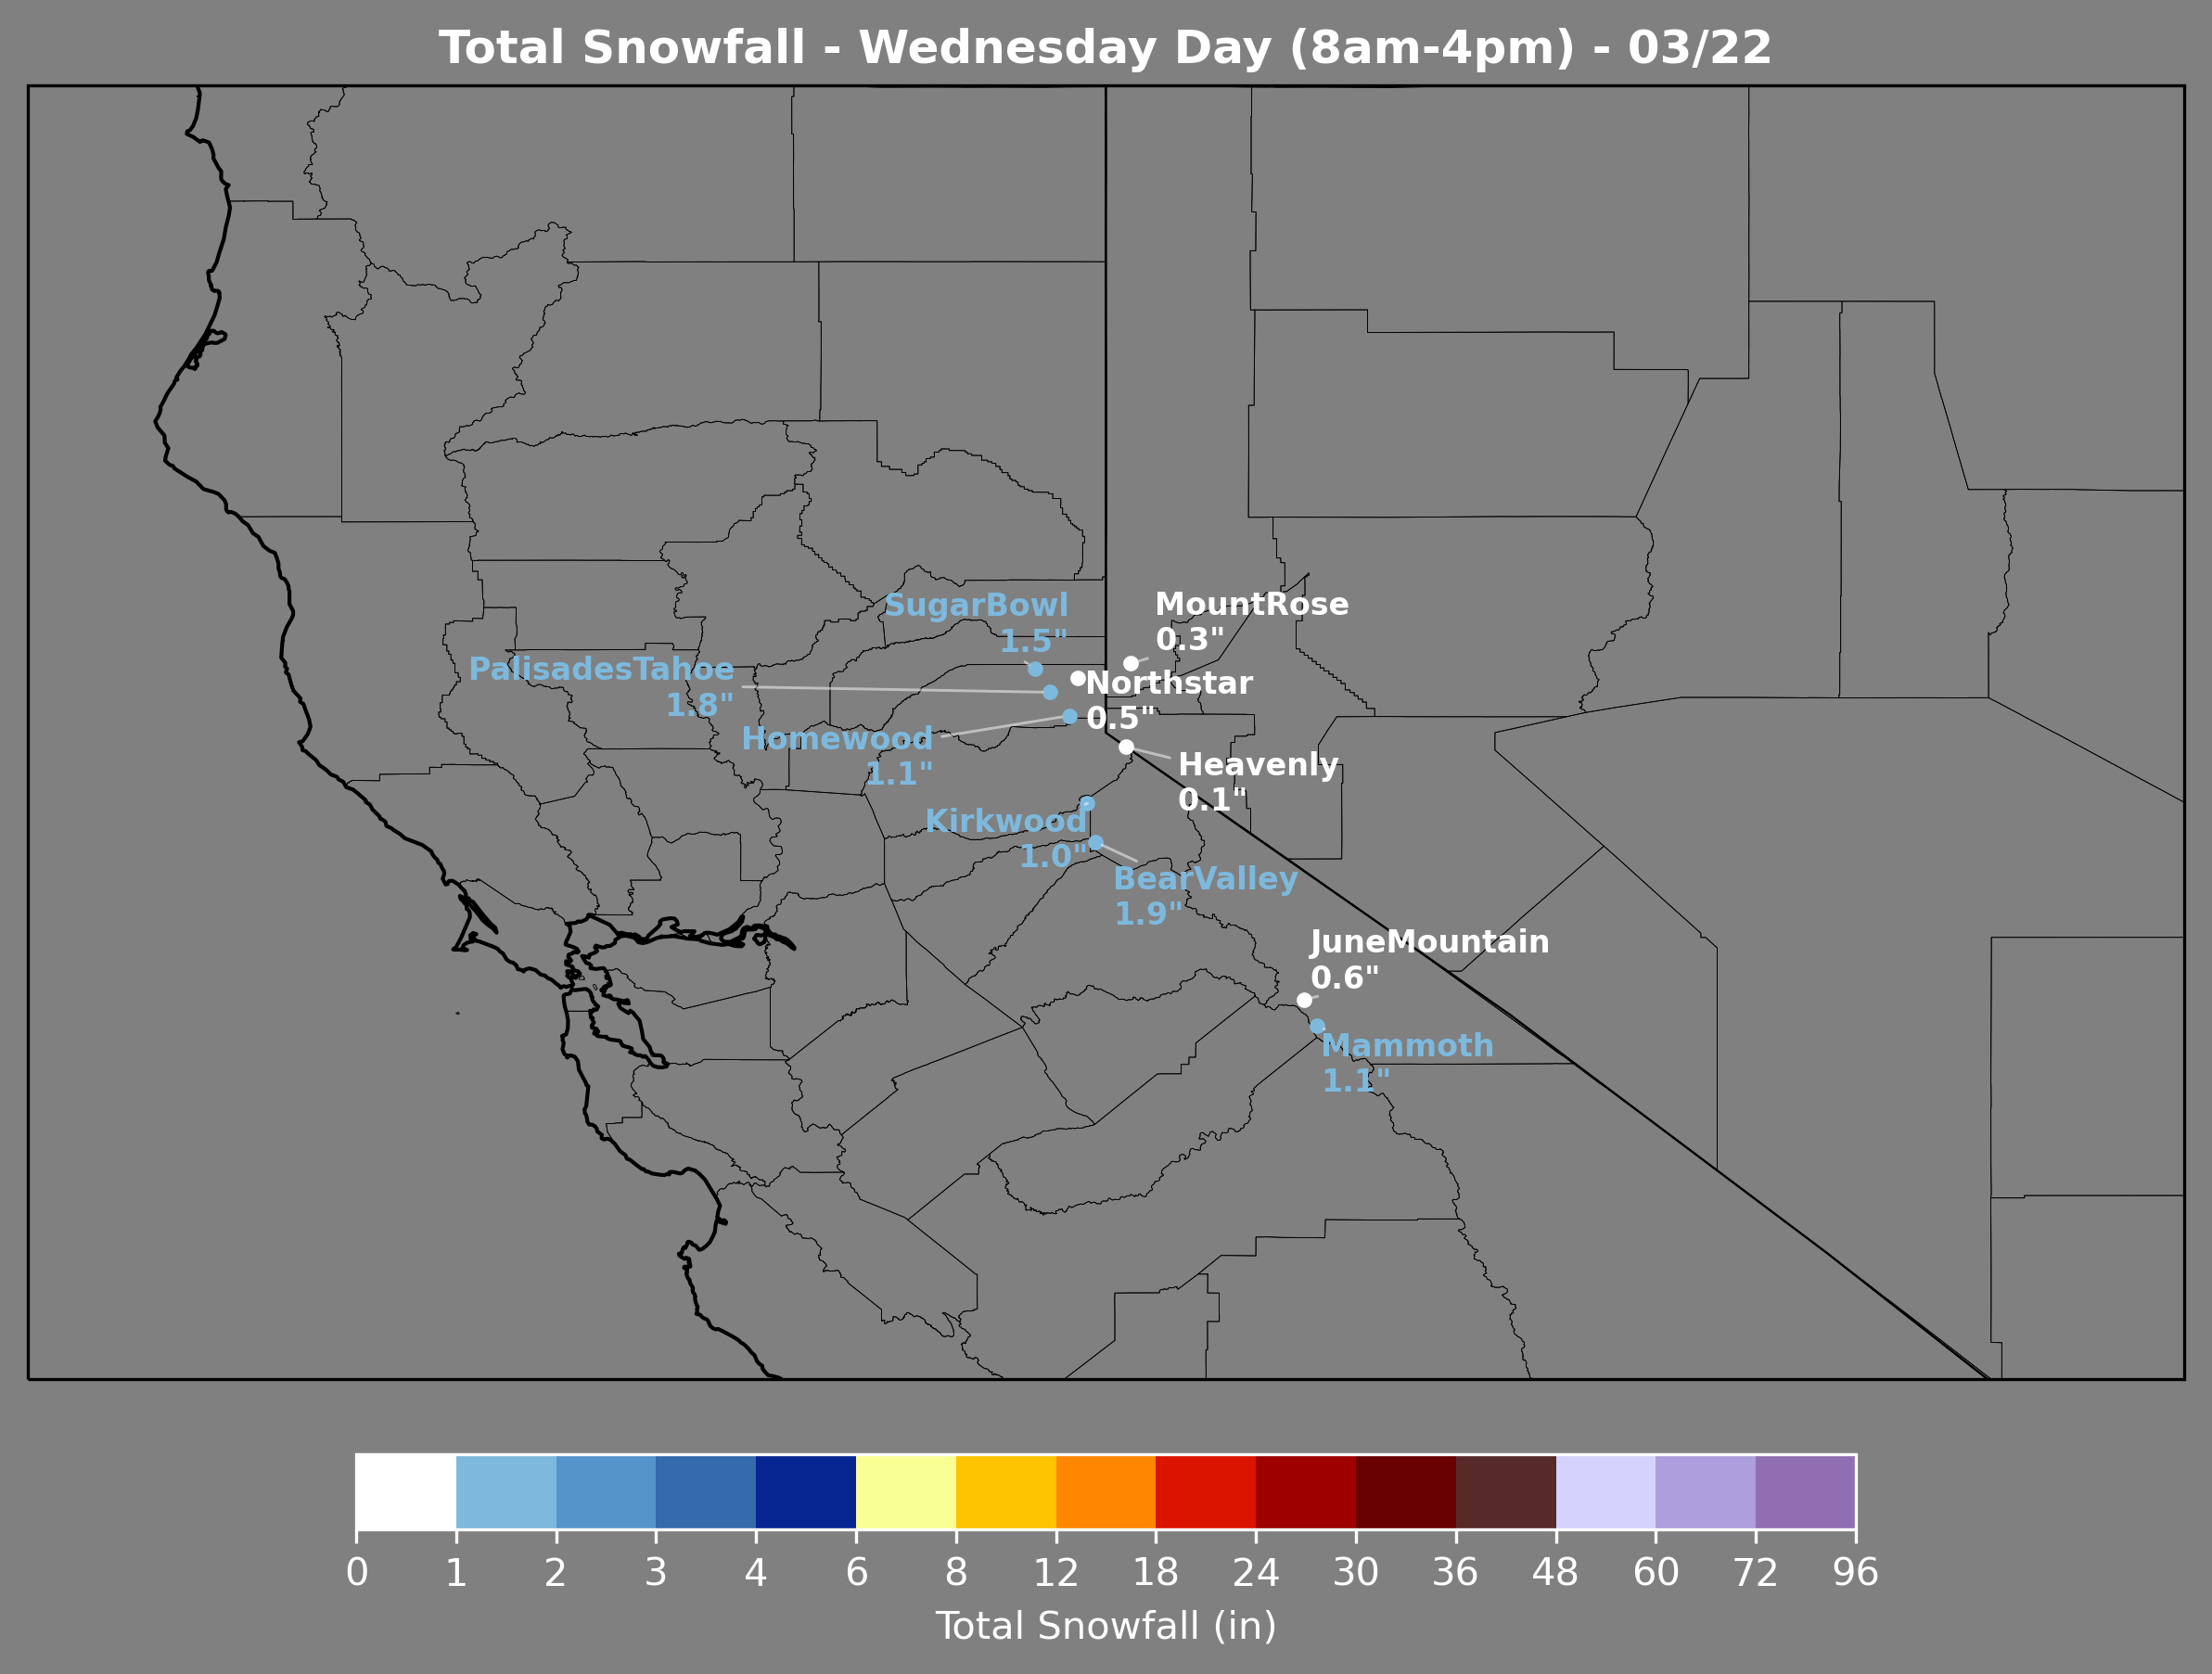 Total Snowfall - Wednesday Day (8am-4pm) - 03/22
SugarBowl
1.5"
MountRose
0.3"
PalisadesTahoe
1.8"
Northstar
0.5"
Homewood
1.1"
Heavenly
0.1"
Kirkwood
1.0"
BearValley
1.9"
JuneMountain
0.6"
Mammoth
1.1"
0 1 2 3 4 6 8 12 18 24 30 36 48 60 72 96
Total Snowfall (in)